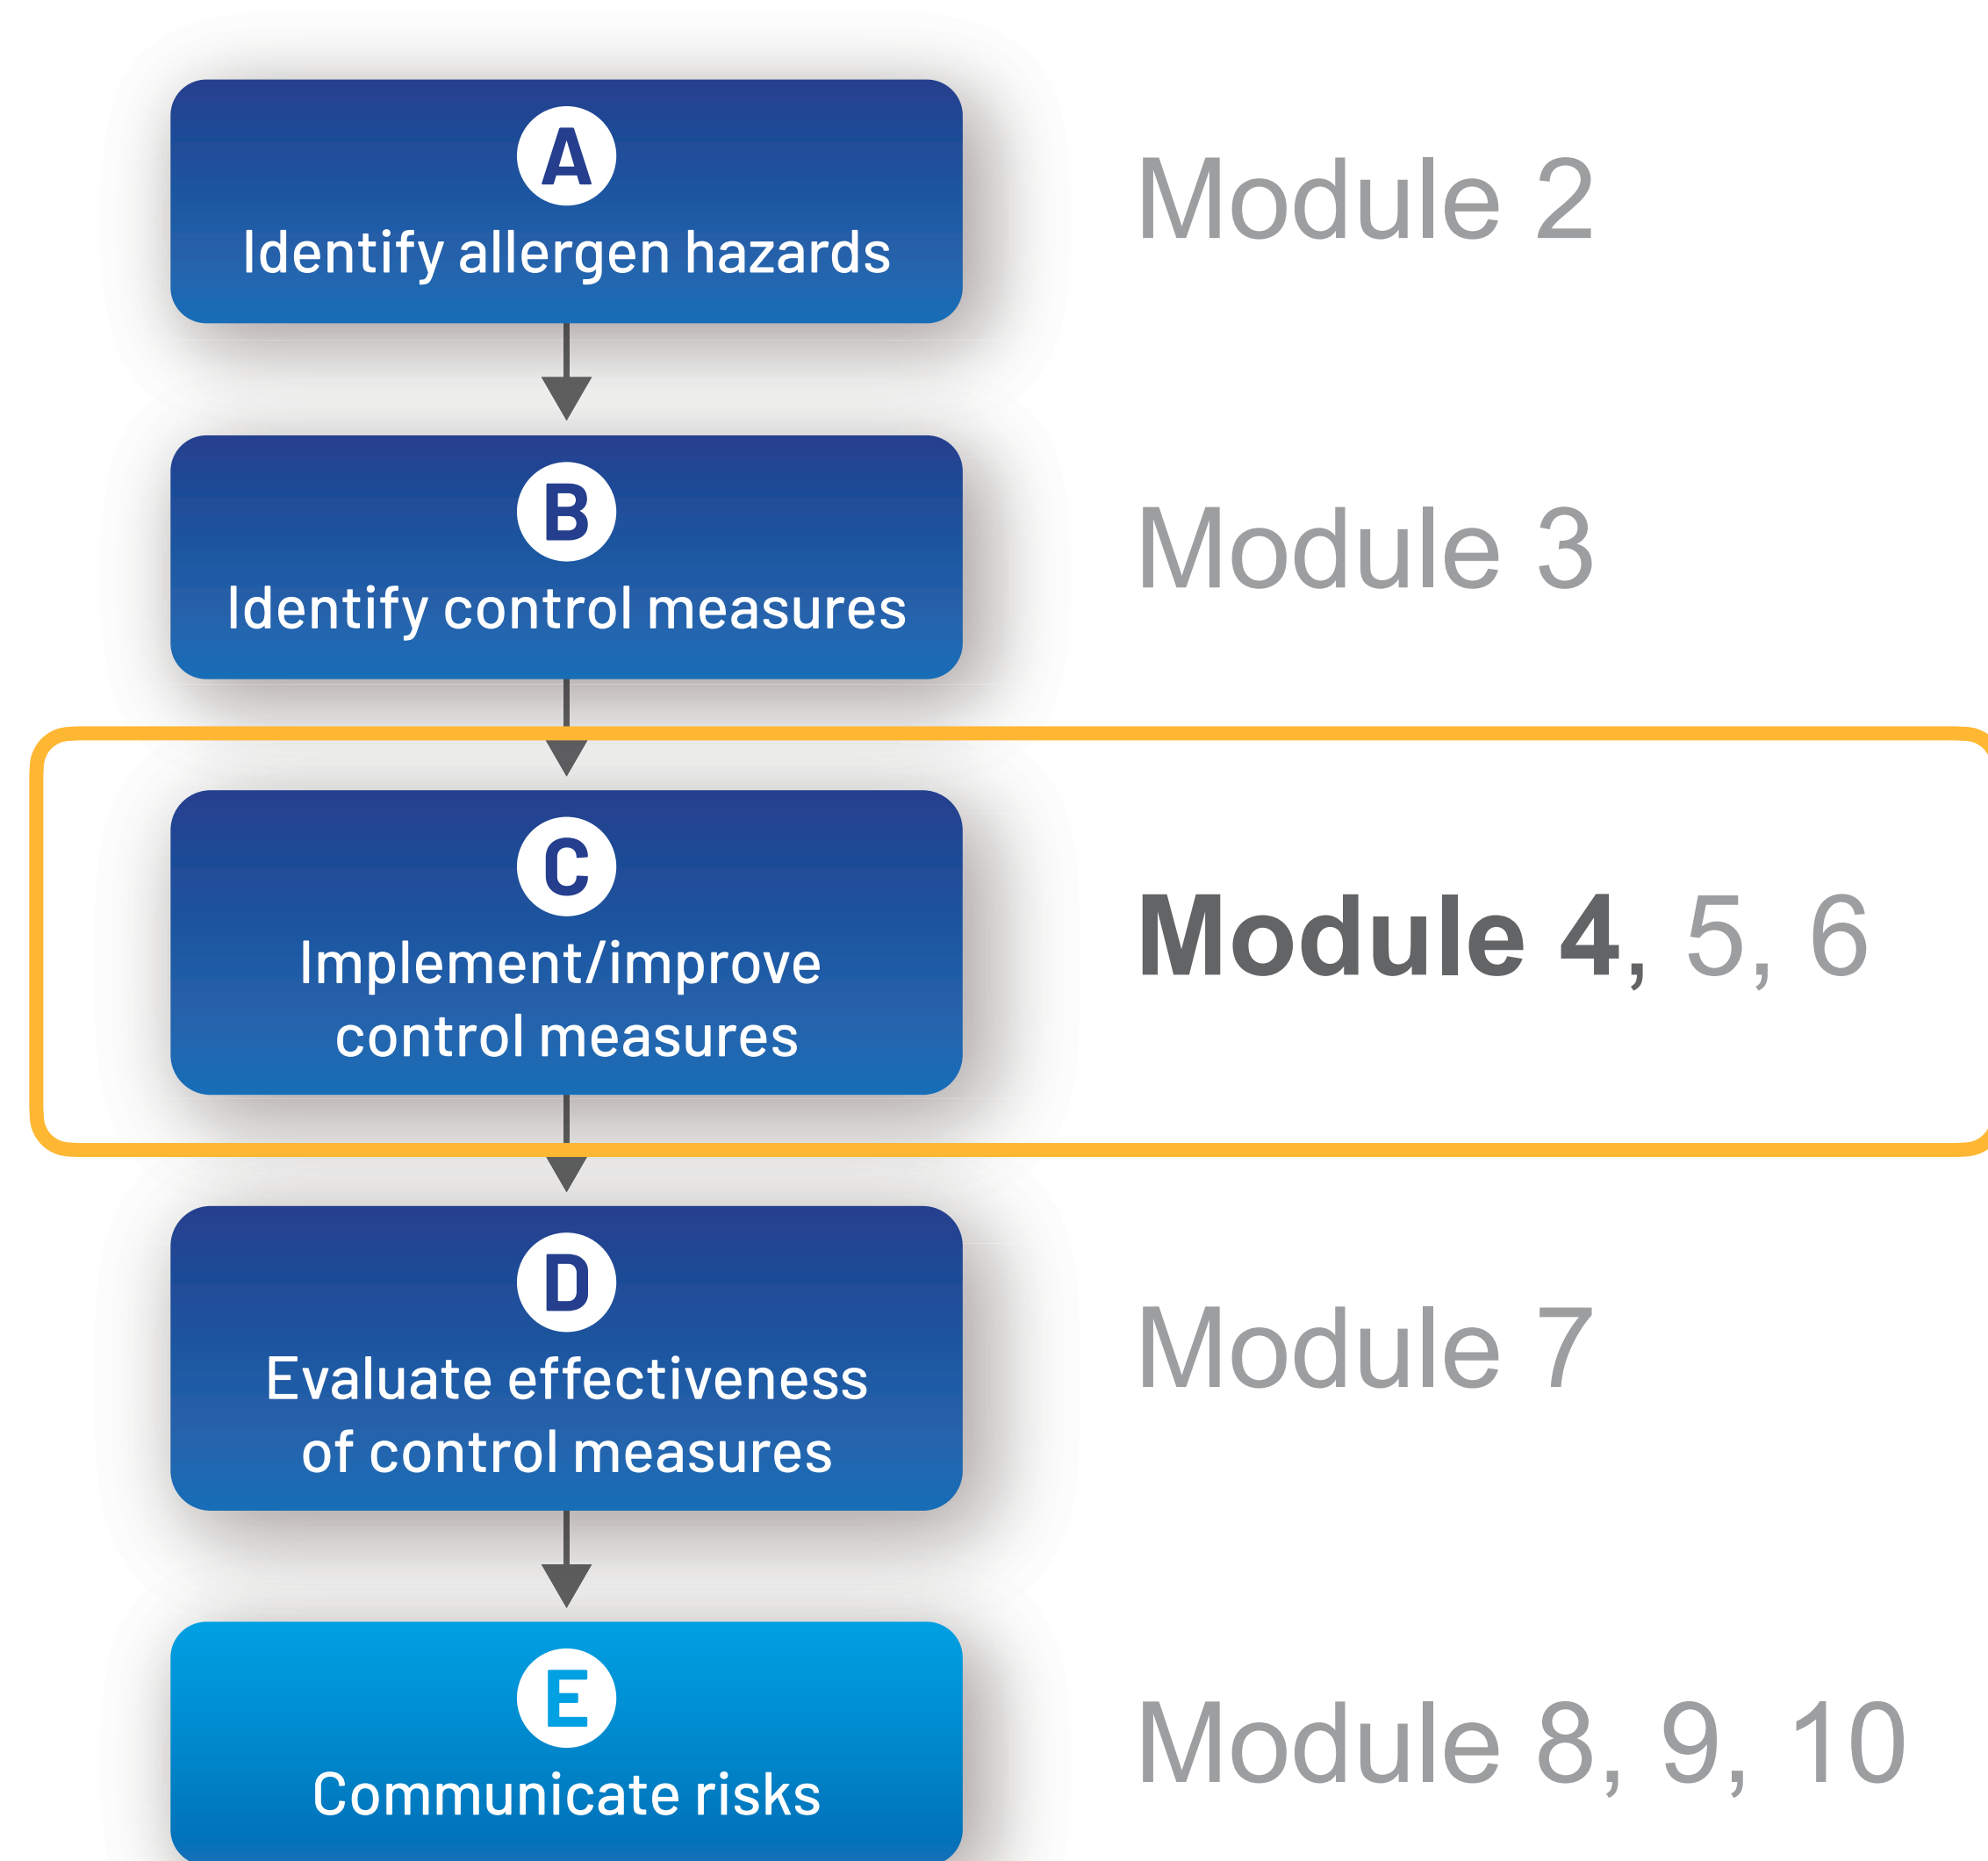 A
Identify allergen hazards
Module 2
B
Identify control measures
Module 3
C
Implement/improve
control measures
Module 4, 5, 6
D
Evaluate effectiveness
of control measures
Module 7
E
Communicate risks
Module 8, 9, 10